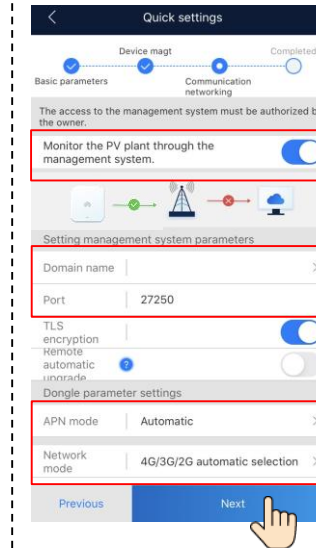 Quick settings
Device magt
Completed
Basic parameters
Communication
networking
The access to the management system must be authorized b
the owner.
Monitor the PV plant through the
management system.
Setting management system parameters
Domain name
Port 27250
TLS
encryption
Remote
automatic
upgrade
Dongle parameter settings
APN mode Automatic
Network
mode 4G/3G/2G automatic selection
Previous Next